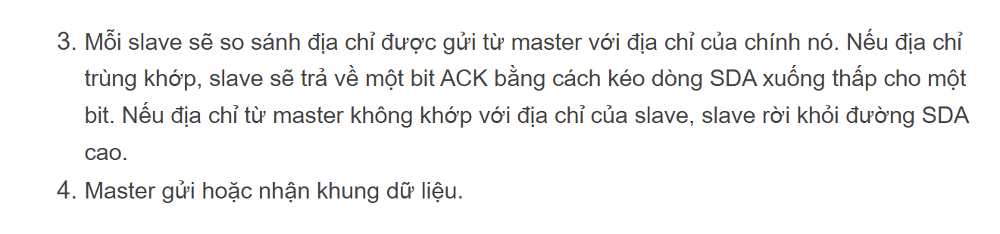 3. Mỗi slave sẽ so sánh địa chỉ được gửi từ master với địa chỉ của chính nó. Nếu địa chỉ
trùng khớp, slave sẽ trả về một bit ACK bằng cách kéo dòng SDA xuống thấp cho một
bit. Nếu địa chỉ từ master không khớp với địa chỉ của slave, slave rời khỏi đường SDA
cao.
4. Master gửi hoặc nhận khung dữ liệu.